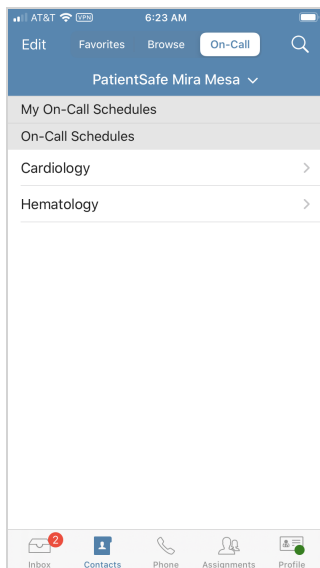 AT&T VPN 6:23 AM
Edit Favorites Browse On-Call
PatientSafe Mira Mesa
My On-Call Schedules
On-Call Schedules
Cardiology
Hematology
2
Inbox Contacts Phone Assignments Profile